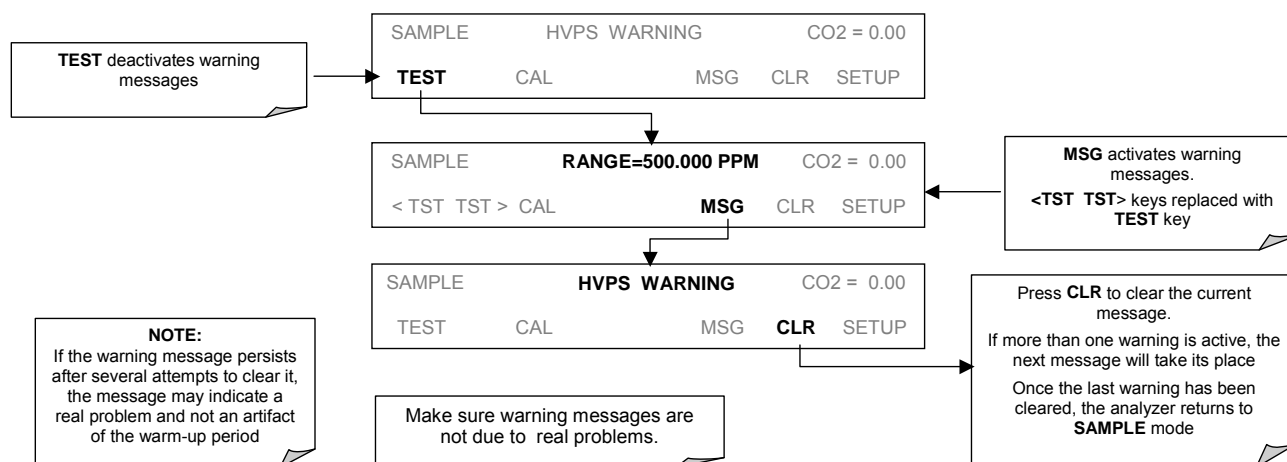 SAMPLE HVPS WARNING CO2 = 0.00
TEST CAL MSG CLR SETUP
TEST deactivates warning
messages
SAMPLE RANGE=500.000 PPM CO2 = 0.00
< TST TST > CAL MSG CLR SETUP
MSG activates warning
messages.
<TST TST> keys replaced with
TEST key
SAMPLE HVPS WARNING CO2 = 0.00
TEST CAL MSG CLR SETUP
Press CLR to clear the current
message.
If more than one warning is active, the
next message will take its place
Once the last warning has been
cleared, the analyzer returns to
SAMPLE mode
NOTE:
If the warning message persists
after several attempts to clear it,
the message may indicate a
real problem and not an artifact
of the warm-up period
Make sure warning messages are
not due to real problems.